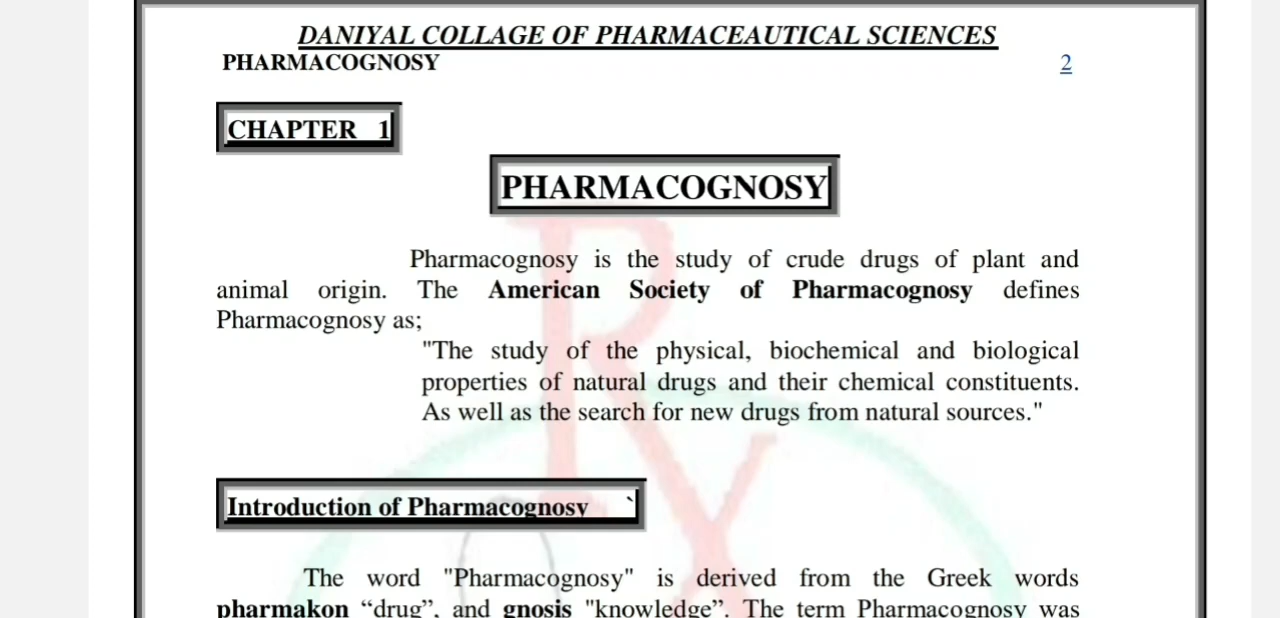 DANIYAL COLLAGE OF PHARMACEUTICAL SCIENCES
PHARMACOGNOSY 2
CHAPTER 1
PHARMACOGNOSY
Pharmacognosy is the study of crude drugs of plant and
animal origin. The American Society of Pharmacognosy defines
Pharmacognosy as;
"The study of the physical, biochemical and biological
properties of natural drugs and their chemical constituents.
As well as the search for new drugs from natural sources."
Introduction of Pharmacognosy `
The word "Pharmacognosy" is derived from the Greek words
pharmakon “drug”, and gnosis "knowledge”. The term Pharmacognosy was
Rx